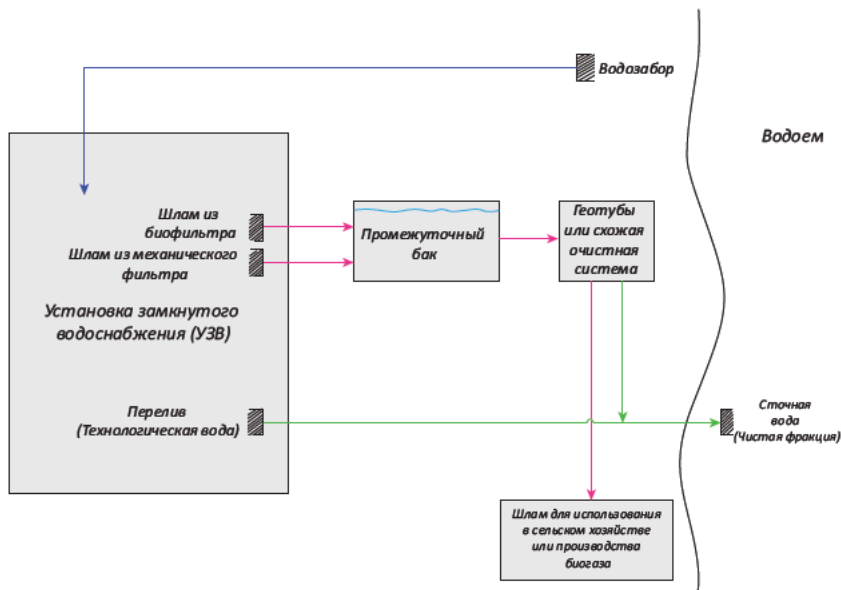 Водозабор
Водоем
Шлам из
биофильтра
Шлам из механического
фильтра
Промежуточный
бак
Геотубы
или схожая
очистная
система
Установка замкнутого
водоснабжения (УЗВ)
Перелив
(Технологическая вода)
Сточная
вода
(Чистая фракция)
Шлам для использования
в сельском хозяйстве
или производства
биогаза